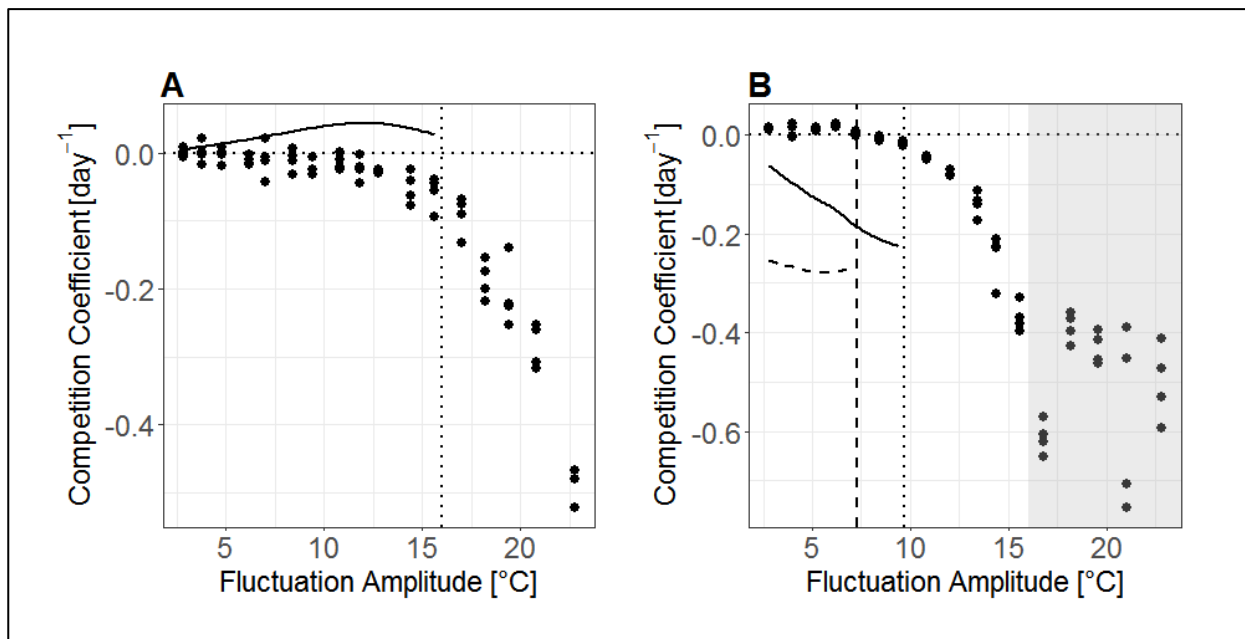 A
Competition Coefficient [day⁻¹]
0.0
-0.2
-0.4
5 10 15 20
Fluctuation Amplitude [°C]
B
Competition Coefficient [day⁻¹]
0.0
-0.2
-0.4
-0.6
5 10 15 20
Fluctuation Amplitude [°C]